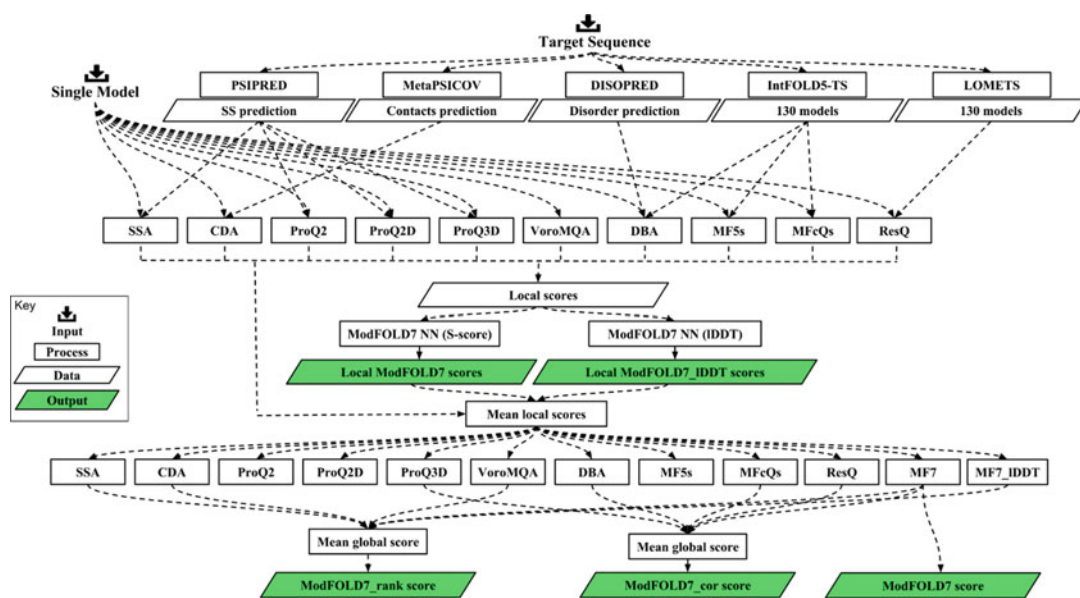 Target Sequence
Single Model
PSIPRED
MetaPSICOV
DISOPRED
IntFOLD5-TS
LOMETS
SS prediction
Contacts prediction
Disorder prediction
130 models
130 models
SSA
CDA
ProQ2
ProQ2D
ProQ3D
VoroMQA
DBA
MF5s
MFcQs
ResQ
Key
Input
Process
Data
Output
Local scores
ModFOLD7 NN (S-score)
ModFOLD7 NN (lDDT)
Local ModFOLD7 scores
Local ModFOLD7_lDDT scores
Mean local scores
SSA
CDA
ProQ2
ProQ2D
ProQ3D
VoroMQA
DBA
MF5s
MFcQs
ResQ
MF7
MF7_lDDT
Mean global score
Mean global score
ModFOLD7_rank score
ModFOLD7_cor score
ModFOLD7 score